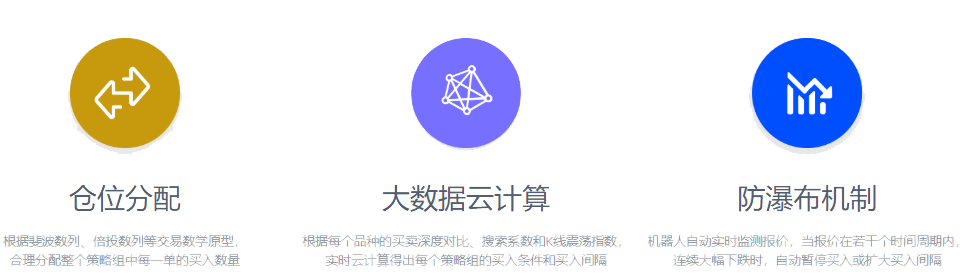 仓位分配
根据斐波数列、倍投数列等交易数学原型，
合理分配整个策略组中每一单的买入数量
大数据云计算
根据每个品种的买卖深度对比、搜索系数和K线震荡指数，
实时云计算得出每个策略组的买入条件和买入间隔
防瀑布机制
机器人自动实时监测报价，当报价在若干个时间周期内，
连续大幅下跌时，自动暂停买入或扩大买入间隔